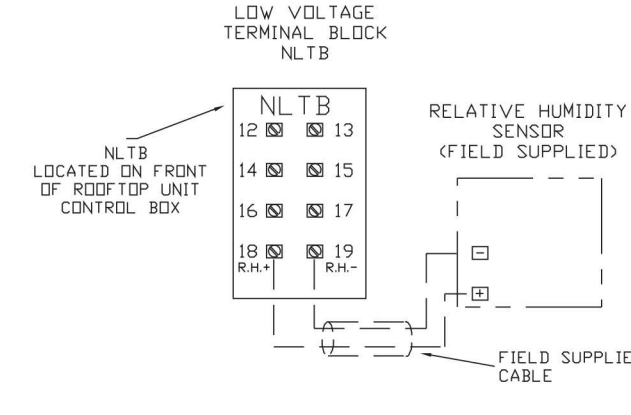 LOW VOLTAGE
TERMINAL BLOCK
NLTB
NLTB
12 13
14 15
16 17
18 19
R.H.+ R.H.-
NLTB
LOCATED ON FRONT
OF ROOFTOP UNIT
CONTROL BOX
RELATIVE HUMIDITY
SENSOR
(FIELD SUPPLIED)
-
+
FIELD SUPPLIE
CABLE